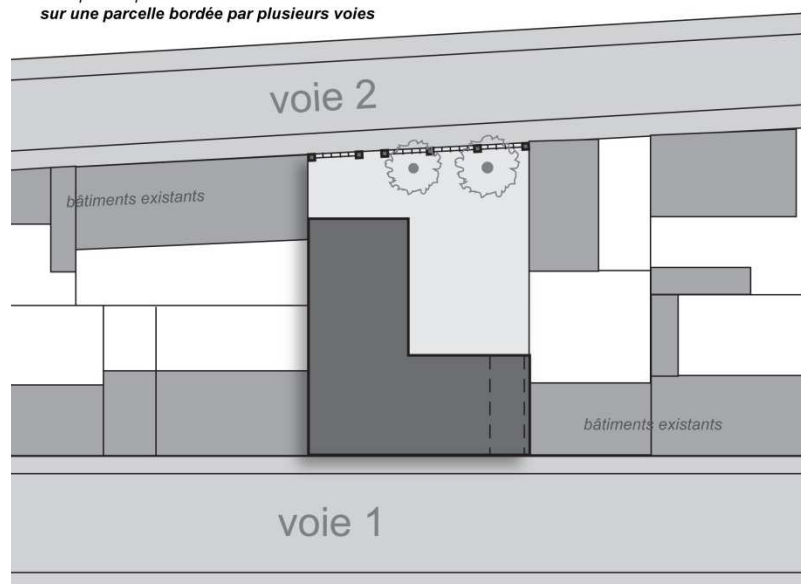 sur une parcelle bordée par plusieurs voies
voie 2
bâtiments existants
bâtiments existants
voie 1